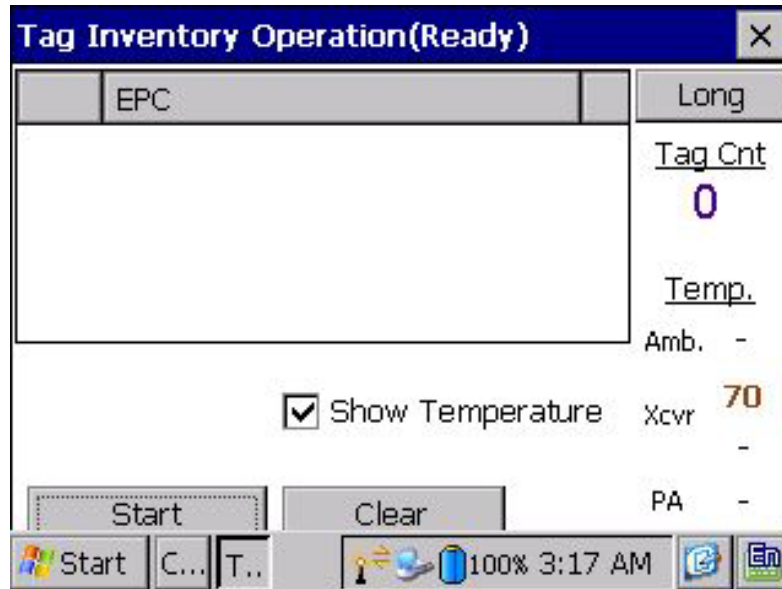 Tag Inventory Operation(Ready)
EPC
Long
Tag Cnt
0
Temp.
Amb. -
Show Temperature
Xcvr 70
-
PA -
Start
Clear
Start
C...
T..
100% 3:17 AM
En